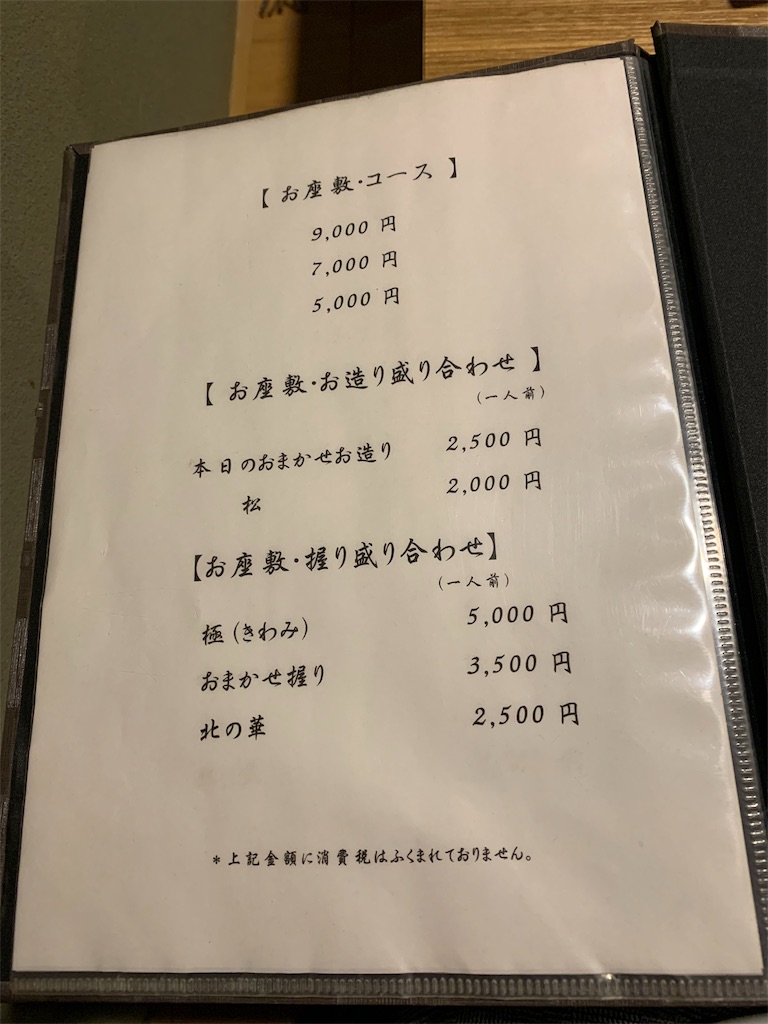 【 お座敷・コース 】
9,000 円
7,000 円
5,000 円
【 お座敷・お造り盛り合わせ 】
(一人前)
本日のおまかせお造り 2,500 円
松 2,000 円
【お座敷・握り盛り合わせ】
(一人前)
極(きわみ) 5,000 円
おまかせ握り 3,500 円
北の華 2,500 円
*上記金額に消費税はふくまれておりません。